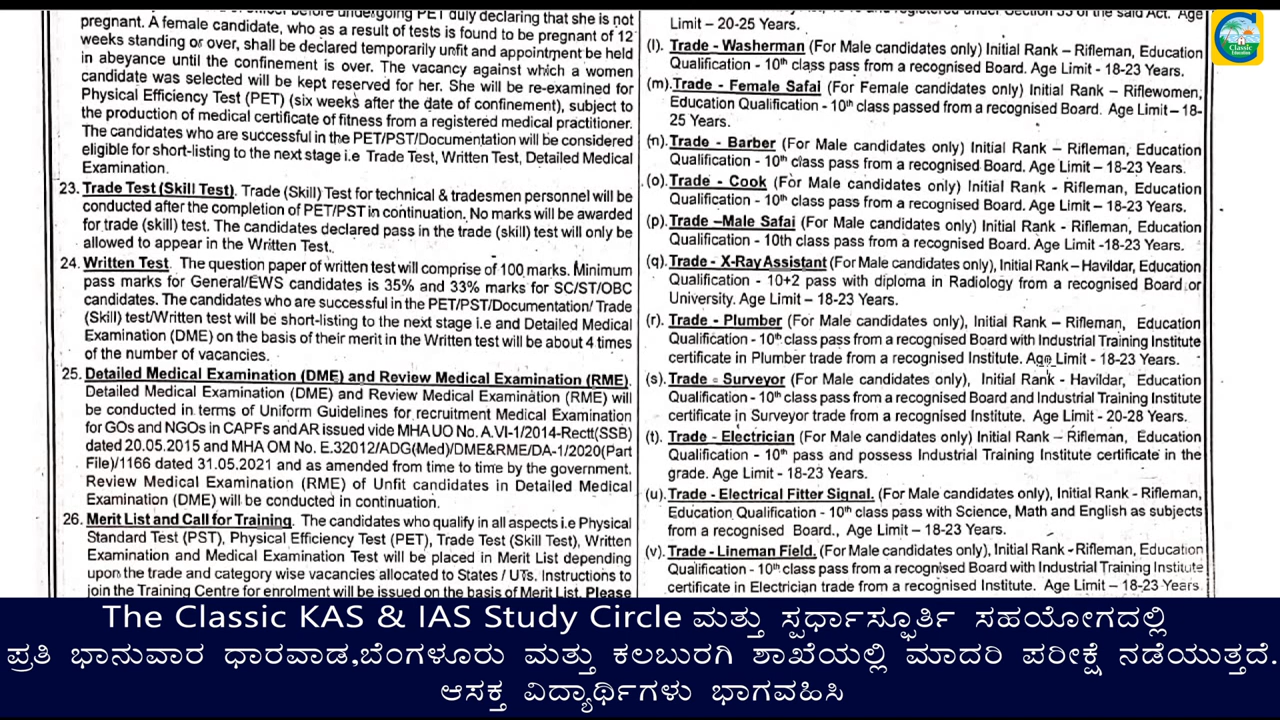 before undergoing PET duly declaring that she is not
pregnant. A female candidate, who as a result of tests is found to be pregnant of 12
weeks standing or over, shall be declared temporarily unfit and appointment be held
in abeyance until the confinement is over. The vacancy against which a women
candidate was selected will be kept reserved for her. She will be re-examined for
Physical Efficiency Test (PET) (six weeks after the date of confinement), subject to
the production of medical certificate of fitness from a registered medical practitioner.
The candidates who are successful in the PET/PST/Documentation will be considered
eligible for short-listing to the next stage i.e Trade Test, Written Test, Detailed Medical
Examination.
23. Trade Test (Skill Test). Trade (Skill) Test for technical & tradesmen personnel will be
conducted after the completion of PET/PST in continuation. No marks will be awarded
for trade (skill) test. The candidates declared pass in the trade (skill) test will only be
allowed to appear in the Written Test.
24. Written Test. The question paper of written test will comprise of 100 marks. Minimum
pass marks for General/EWS candidates is 35% and 33% marks for SC/ST/OBC
candidates. The candidates who are successful in the PET/PST/Documentation/ Trade
(Skill) test/Written test will be short-listing to the next stage i.e and Detailed Medical
Examination (DME) on the basis of their merit in the Written test will be about 4 times
of the number of vacancies.
25. Detailed Medical Examination (DME) and Review Medical Examination (RME).
Detailed Medical Examination (DME) and Review Medical Examination (RME) will
be conducted in terms of Uniform Guidelines for recruitment Medical Examination
for GOs and NGOs in CAPFs and AR issued vide MHA UO No. A.VI-1/2014-Rectt(SSB)
dated 20.05.2015 and MHA OM No. E.32012/ADG(Med)/DME&RME/DA-1/2020(Part
File)/1166 dated 31.05.2021 and as amended from time to time by the government.
Review Medical Examination (RME) of Unfit candidates in Detailed Medical
Examination (DME) will be conducted in continuation.
26. Merit List and Call for Training. The candidates who qualify in all aspects i.e Physical
Standard Test (PST), Physical Efficiency Test (PET), Trade Test (Skill Test), Written
Examination and Medical Examination Test will be placed in Merit List depending
upon the trade and category wise vacancies allocated to States / UTs. Instructions to
join the Training Centre for enrolment will be issued on the basis of Merit List. Please
and registered under Section 33 of the said Act. Age
Limit – 20-25 Years.
(l). Trade - Washerman (For Male candidates only) Initial Rank – Rifleman, Education
Qualification - 10th class pass from a recognised Board. Age Limit - 18-23 Years.
(m). Trade - Female Safai (For Female candidates only) Initial Rank – Riflewomen,
Education Qualification - 10th class passed from a recognised Board. Age Limit – 18-
25 Years.
(n). Trade - Barber (For Male candidates only) Initial Rank – Rifleman, Education
Qualification - 10th class pass from a recognised Board. Age Limit – 18-23 Years.
(o). Trade - Cook (For Male candidates only) Initial Rank - Rifleman, Education
Qualification - 10th class pass from a recognised Board. Age Limit - 18-23 Years.
(p). Trade –Male Safai (For Male candidates only) Initial Rank - Rifleman, Education
Qualification - 10th class pass from a recognised Board. Age Limit -18-23 Years.
(q). Trade - X-Ray Assistant (For Male candidates only), Initial Rank – Havildar, Education
Qualification - 10+2 pass with diploma in Radiology from a recognised Board or
University. Age Limit – 18-23 Years.
(r). Trade - Plumber (For Male candidates only), Initial Rank – Rifleman, Education
Qualification - 10th class pass from a recognised Board with Industrial Training Institute
certificate in Plumber trade from a recognised Institute. Age Limit - 18-23 Years.
(s). Trade - Surveyor (For Male candidates only), Initial Rank - Havildar, Education
Qualification - 10th class pass from a recognised Board and Industrial Training Institute
certificate in Surveyor trade from a recognised Institute. Age Limit - 20-28 Years.
(t). Trade - Electrician (For Male candidates only) Initial Rank – Rifleman, Education
Qualification - 10th pass and possess Industrial Training Institute certificate in the
grade. Age Limit - 18-23 Years.
(u). Trade - Electrical Fitter Signal. (For Male candidates only), Initial Rank - Rifleman,
Education Qualification - 10th class pass with Science, Math and English as subjects
from a recognised Board., Age Limit – 18-23 Years.
(v). Trade - Lineman Field. (For Male candidates only), Initial Rank - Rifleman, Education
Qualification - 10th class pass from a recognised Board with Industrial Training Institute
certificate in Electrician trade from a recognised Institute. Age Limit – 18-23 Years.
Classic
Education
The Classic KAS & IAS Study Circle ಮತ್ತು ಸ್ಪರ್ಧಾಸ್ಫೂರ್ತಿ ಸಹಯೋಗದಲ್ಲಿ
ಪ್ರತಿ ಭಾನುವಾರ ಧಾರವಾಡ,ಬೆಂಗಳೂರು ಮತ್ತು ಕಲಬುರಗಿ ಶಾಖೆಯಲ್ಲಿ ಮಾದರಿ ಪರೀಕ್ಷೆ ನಡೆಯುತ್ತದೆ.
ಆಸಕ್ತ ವಿದ್ಯಾರ್ಥಿಗಳು ಭಾಗವಹಿಸಿ